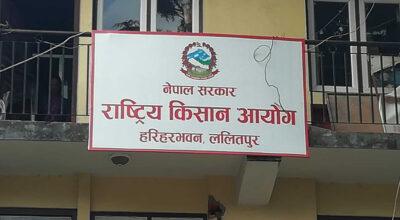 नेपाल सरकार
राष्ट्रिय किसान आयोग
हरिहरभवन, ललितपुर